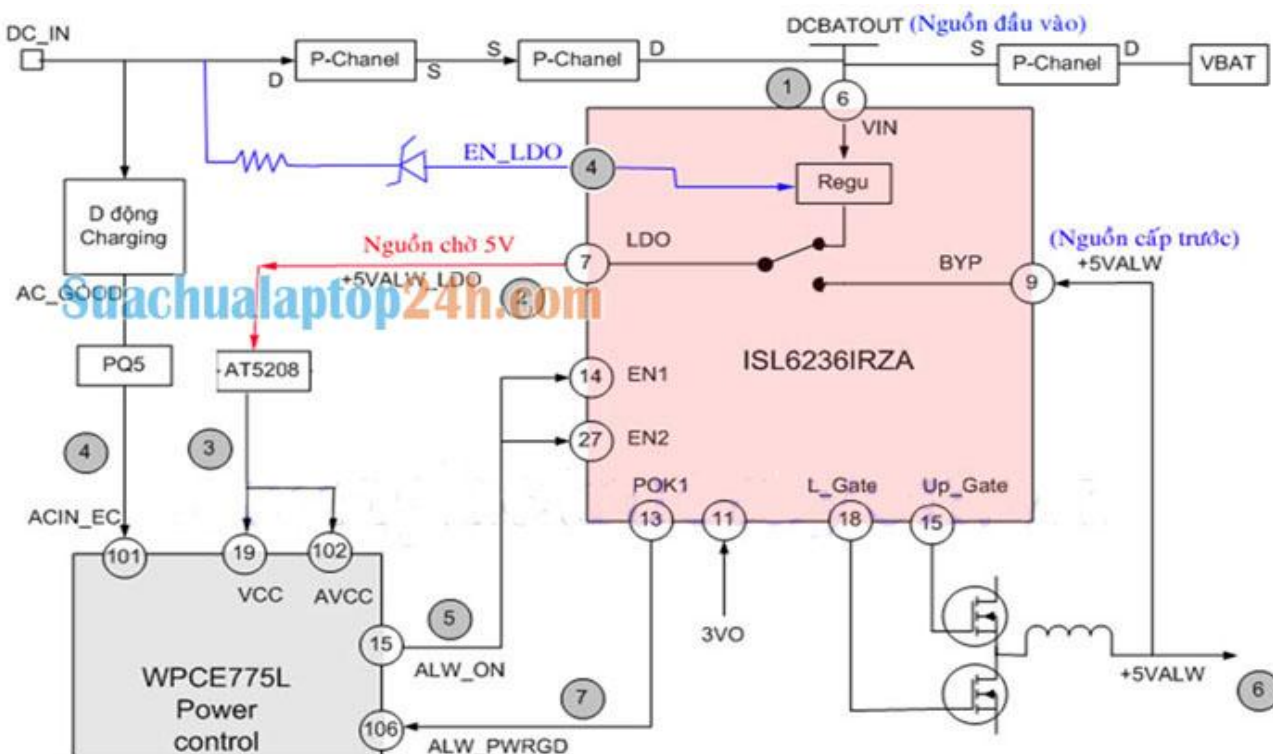 DC_IN
DCBATOUT (Nguồn đầu vào)
D P-Chanel S
S P-Chanel D
S P-Chanel D
VBAT
1
6
VIN
EN_LDO
4
Regu
D động
Charging
Nguồn chờ 5V
7
LDO
(Nguồn cấp trước)
+5VALW
BYP
9
+5VALW_LDO
AC_GOOD
Suachualaptop24h.com
2
PQ5
AT5208
ISL6236IRZA
14
EN1
4
3
27
EN2
POK1
L_Gate
Up_Gate
13
11
18
15
ACIN_EC
101
19
102
VCC
AVCC
5
15
ALW_ON
3VO
WPCE775L
Power
control
+5VALW
6
7
106
ALW_PWRGD